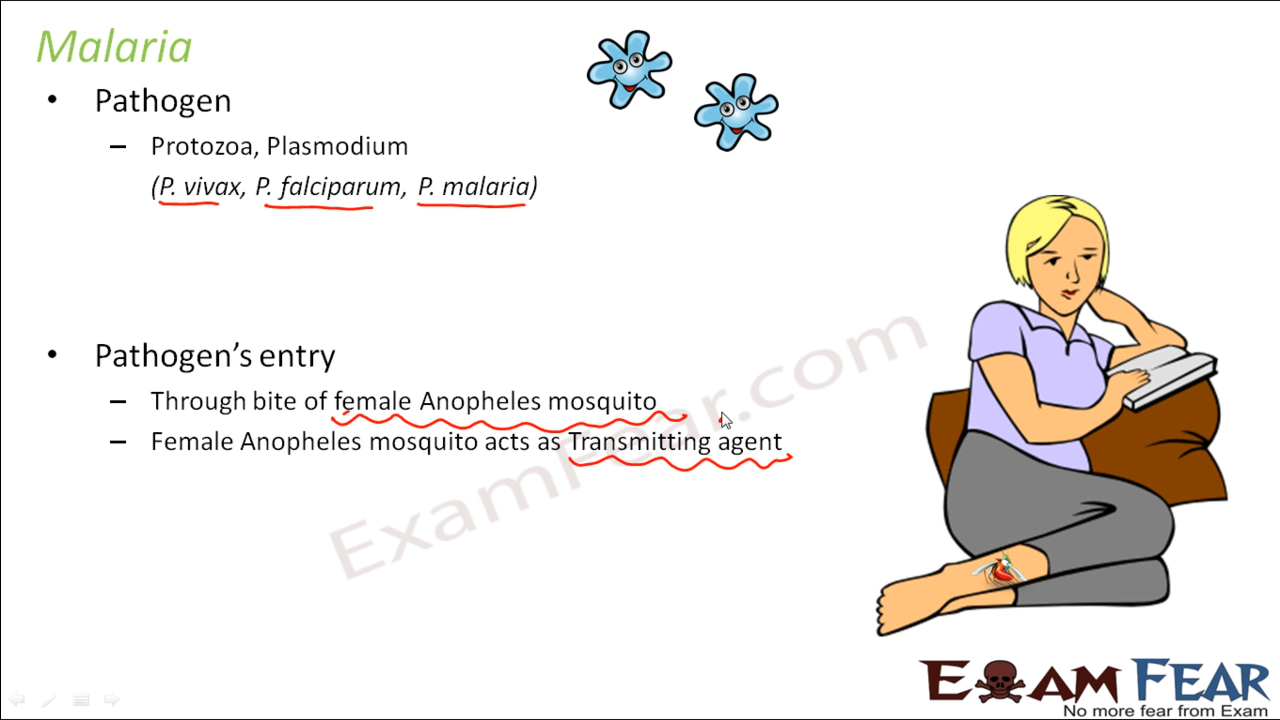 Malaria
• Pathogen
– Protozoa, Plasmodium
(P. vivax, P. falciparum, P. malaria)
• Pathogen's entry
– Through bite of female Anopheles mosquito
– Female Anopheles mosquito acts as Transmitting agent
ExamFear.com
EXAM FEAR
No more fear from Exam